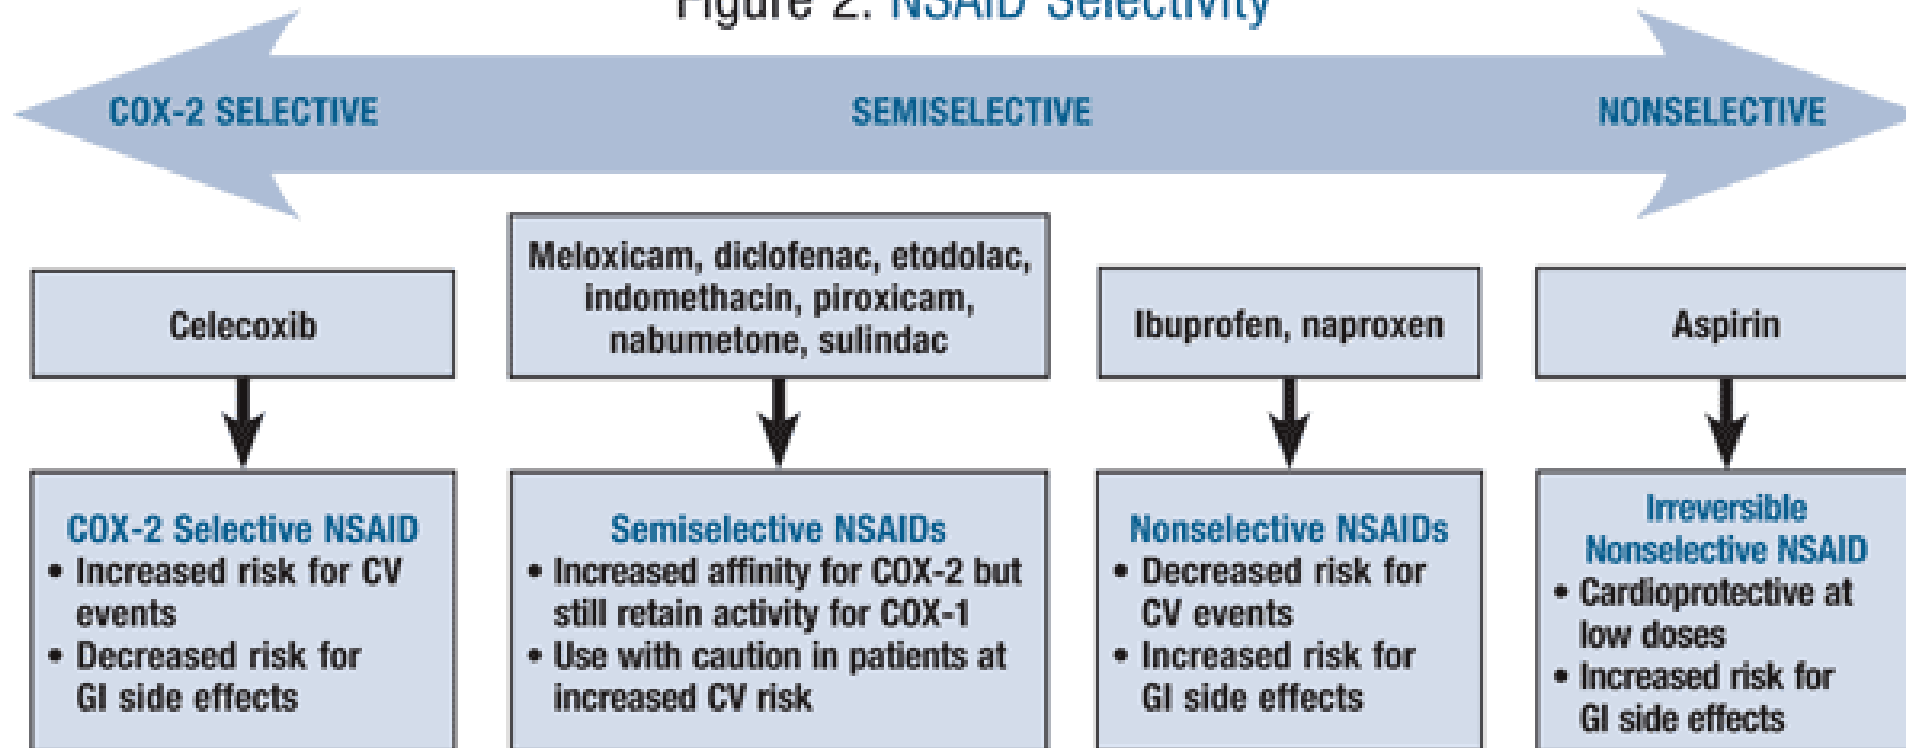 Figure 2. NSAID Selectivity
COX-2 SELECTIVE
SEMISELECTIVE
NONSELECTIVE
Celecoxib
Meloxicam, diclofenac, etodolac,
indomethacin, piroxicam,
nabumetone, sulindac
Ibuprofen, naproxen
Aspirin
COX-2 Selective NSAID
• Increased risk for CV
events
• Decreased risk for
GI side effects
Semiselective NSAIDs
• Increased affinity for COX-2 but
still retain activity for COX-1
• Use with caution in patients at
increased CV risk
Nonselective NSAIDs
• Decreased risk for
CV events
• Increased risk for
GI side effects
Irreversible
Nonselective NSAID
• Cardioprotective at
low doses
• Increased risk for
GI side effects